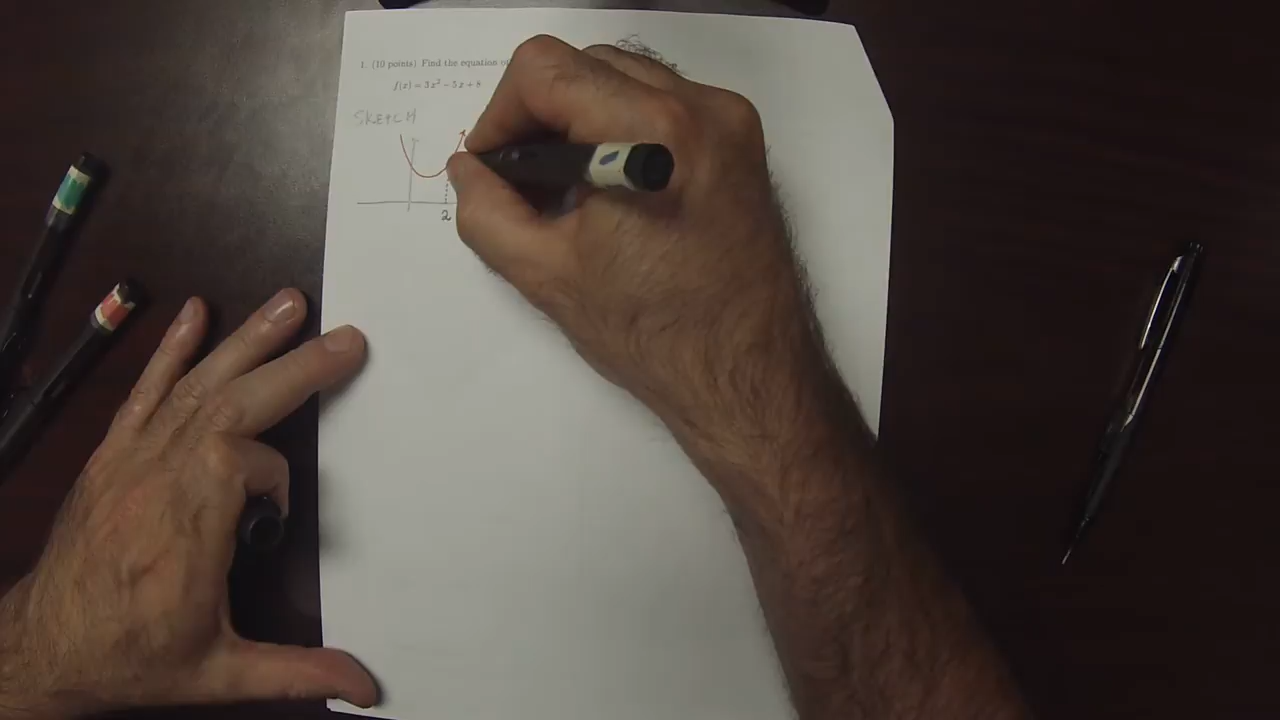 1. (10 points) Find the equation of
f(x) = 3x² − 5x + 8
SKETCH
2